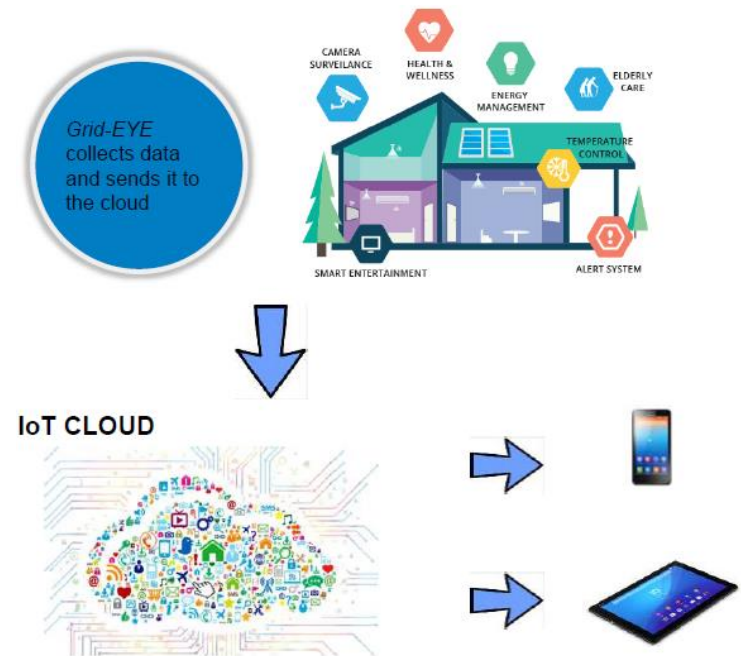 Grid-EYE
collects data
and sends it to
the cloud
CAMERA
SURVEILANCE
HEALTH &
WELLNESS
ENERGY
MANAGEMENT
ELDERLY
CARE
TEMPERATURE
CONTROL
SMART ENTERTAINMENT
ALERT SYSTEM
IoT CLOUD